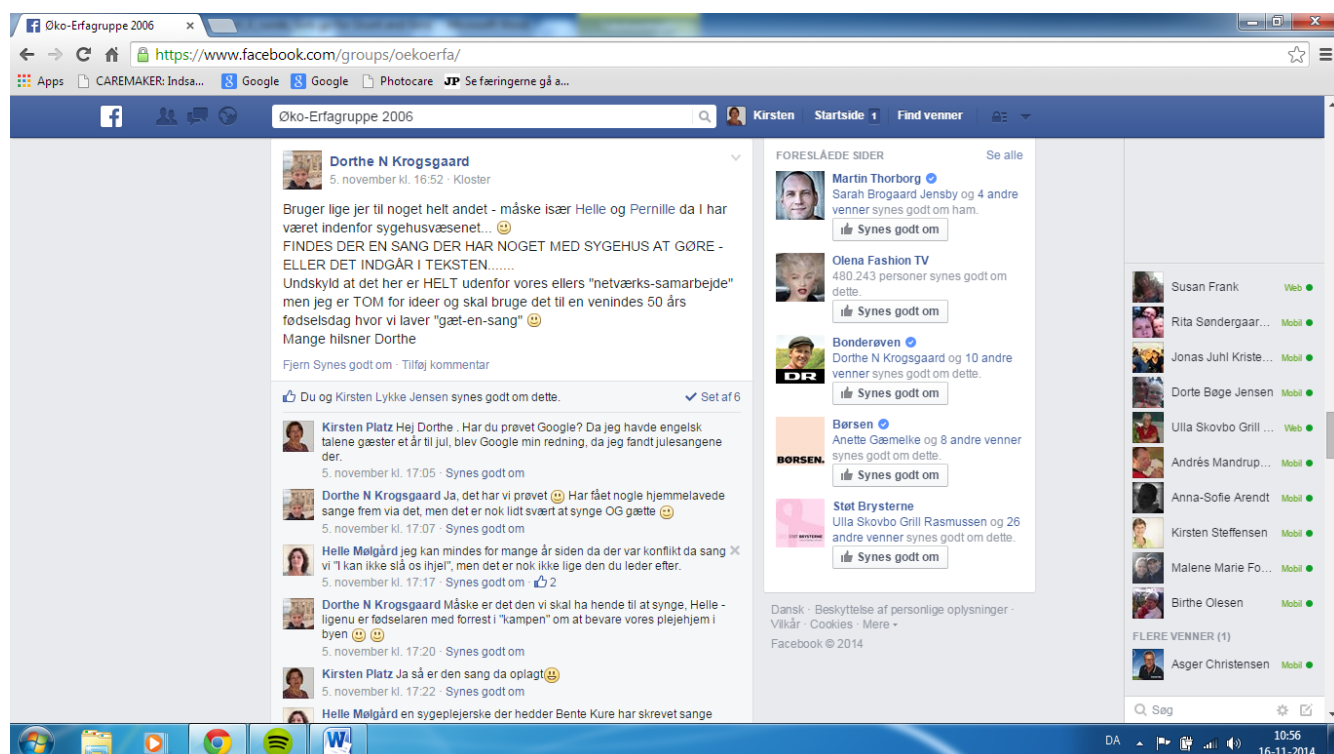 Øko-Erfagruppe 2006
https://www.facebook.com/groups/oekoerfa/
Apps
CAREMAKER: Indsa...
Google
Google
Photocare
JP Se færingerne gå a...
Øko-Erfagruppe 2006
Kirsten
Startside 1
Find venner
Dorthe N Krogsgaard
5. november kl. 16:52 · Kloster
Bruger lige jer til noget helt andet - måske især Helle og Pernille da I har
været indenfor sygehusvæsenet...
FINDES DER EN SANG DER HAR NOGET MED SYGEHUS AT GØRE -
ELLER DET INDGÅR I TEKSTEN.......
Undskyld at det her er HELT udenfor vores ellers "netværks-samarbejde"
men jeg er TOM for ideer og skal bruge det til en venindes 50 års
fødselsdag hvor vi laver "gæt-en-sang"
Mange hilsner Dorthe
Fjern Synes godt om · Tilføj kommentar
Du og Kirsten Lykke Jensen synes godt om dette.
Set af 6
Kirsten Platz Hej Dorthe . Har du prøvet Google? Da jeg havde engelsk
talene gæster et år til jul, blev Google min redning, da jeg fandt julesangene
der.
5. november kl. 17:05 · Synes godt om
Dorthe N Krogsgaard Ja, det har vi prøvet Har fået nogle hjemmelavede
sange frem via det, men det er nok lidt svært at synge OG gætte
5. november kl. 17:07 · Synes godt om
Helle Mølgård jeg kan mindes for mange år siden da der var konflikt da sang
vi "I kan ikke slå os ihjel", men det er nok ikke lige den du leder efter.
5. november kl. 17:17 · Synes godt om · 2
Dorthe N Krogsgaard Måske er det den vi skal ha hende til at synge, Helle -
ligenu er fødselaren med forrest i "kampen" om at bevare vores plejehjem i
byen
5. november kl. 17:20 · Synes godt om
Kirsten Platz Ja så er den sang da oplagt
5. november kl. 17:22 · Synes godt om
Helle Mølgård en sygeplejerske der hedder Bente Kure har skrevet sange
FORESLÅEDE SIDER
Se alle
Martin Thorborg
Sarah Brogaard Jensby og 4 andre
venner synes godt om ham.
Synes godt om
Olena Fashion TV
480.243 personer synes godt om
dette.
Synes godt om
Bonderøven
Dorthe N Krogsgaard og 10 andre
venner synes godt om dette.
Synes godt om
DR
Børsen
Anette Gæmelke og 8 andre venner
synes godt om dette.
Synes godt om
BØRSEN.
Støt Brysterne
Ulla Skovbo Grill Rasmussen og 26
andre venner synes godt om dette.
Synes godt om
Dansk · Beskyttelse af personlige oplysninger ·
Vilkår · Cookies · Mere
Facebook © 2014
Susan Frank Web
Rita Søndergaar... Mobil
Jonas Juhl Kriste... Mobil
Dorte Bøge Jensen Mobil
Ulla Skovbo Grill ... Web
Andrés Mandrup... Mobil
Anna-Sofie Arendt Mobil
Kirsten Steffensen Mobil
Malene Marie Fo... Mobil
Birthe Olesen Mobil
FLERE VENNER (1)
Asger Christensen Mobil
Søg
DA
10:56
16-11-2014